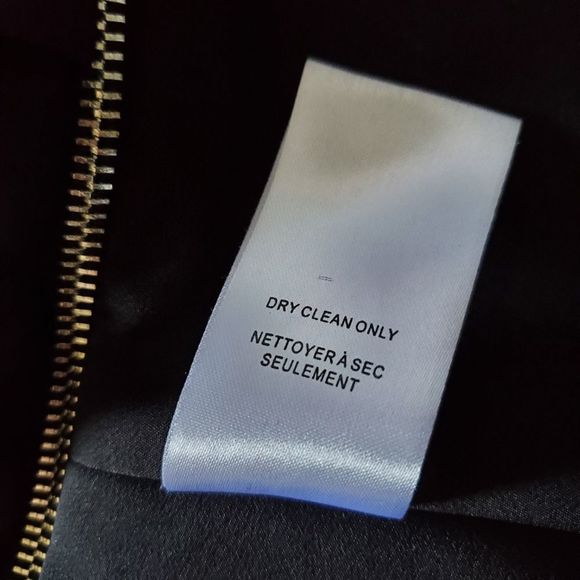 DRY CLEAN ONLY
NETTOYER À SEC
SEULEMENT